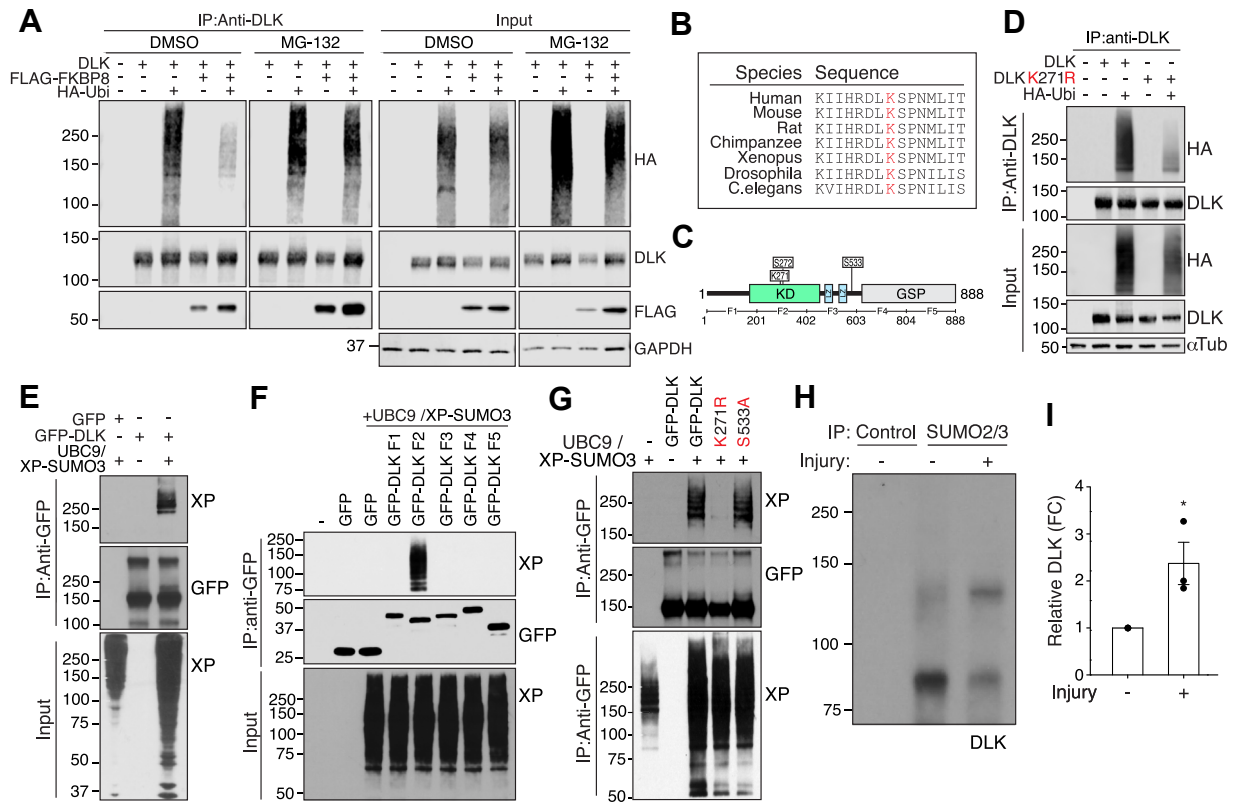 A
IP:Anti-DLK
Input
DMSO
MG-132
DMSO
MG-132
DLK - + + + + + + + + - + + + + + + + +
FLAG-FKBP8 - - - + + - - + + - - - + + - - + +
HA-Ubi - - + - + - + - + - - + - + - + - +
250
150
100
HA
150
100
DLK
50
FLAG
37
GAPDH
B
Species Sequence
Human KIIHRDLKSPNMLIT
Mouse KIIHRDLKSPNMLIT
Rat KIIHRDLKSPNMLIT
Chimpanzee KIIHRDLKSPNMLIT
Xenopus KIIHRDLKSPNMLIT
Drosophila KIIHRDLKSPNILIS
C.elegans KVIHRDLKSPNILIS
C
S272
K271
S533
1
KD
LZ
LZ
GSP
888
F1 F2 F3 F4 F5
1 201 402 603 804 888
D
IP:anti-DLK
DLK - + + - -
DLK K271R - - - + +
HA-Ubi - - + - +
IP:Anti-DLK
250
150
HA
150
100
DLK
Input
250
150
HA
150
100
DLK
50
αTub
E
GFP + - -
GFP-DLK - + +
UBC9/
XP-SUMO3 + - +
IP:Anti-GFP
250
150
XP
250
150
100
GFP
Input
250
150
100
75
50
37
XP
F
+UBC9 /XP-SUMO3
-
GFP
GFP
GFP-DLK F1
GFP-DLK F2
GFP-DLK F3
GFP-DLK F4
GFP-DLK F5
IP:anti-GFP
250
150
100
75
XP
50
37
25
GFP
Input
250
150
100
75
50
XP
G
-
GFP-DLK
GFP-DLK
K271R
S533A
UBC9 /
XP-SUMO3 + - + + +
IP:Anti-GFP
250
150
XP
250
150
GFP
IP:Anti-GFP
250
150
100
75
50
XP
H
IP: Control SUMO2/3
Injury: - - +
250
150
100
75
DLK
I
Relative DLK (FC)
4
3
2
1
0
*
Injury - +